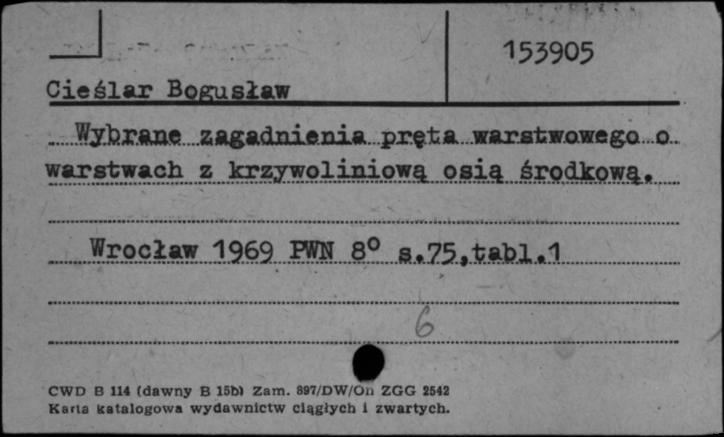 153905
Cieślar Bogusław
Wybrane zagadnienia pręta warstwowego o
warstwach z krzywoliniową osią środkową.
Wrocław 1969 PWN 8° s.75,tabl.1
6
CWD B 114 (dawny B 15b) Zam. 897/DW/On ZGG 2542
Karta katalogowa wydawnictw ciągłych i zwartych.